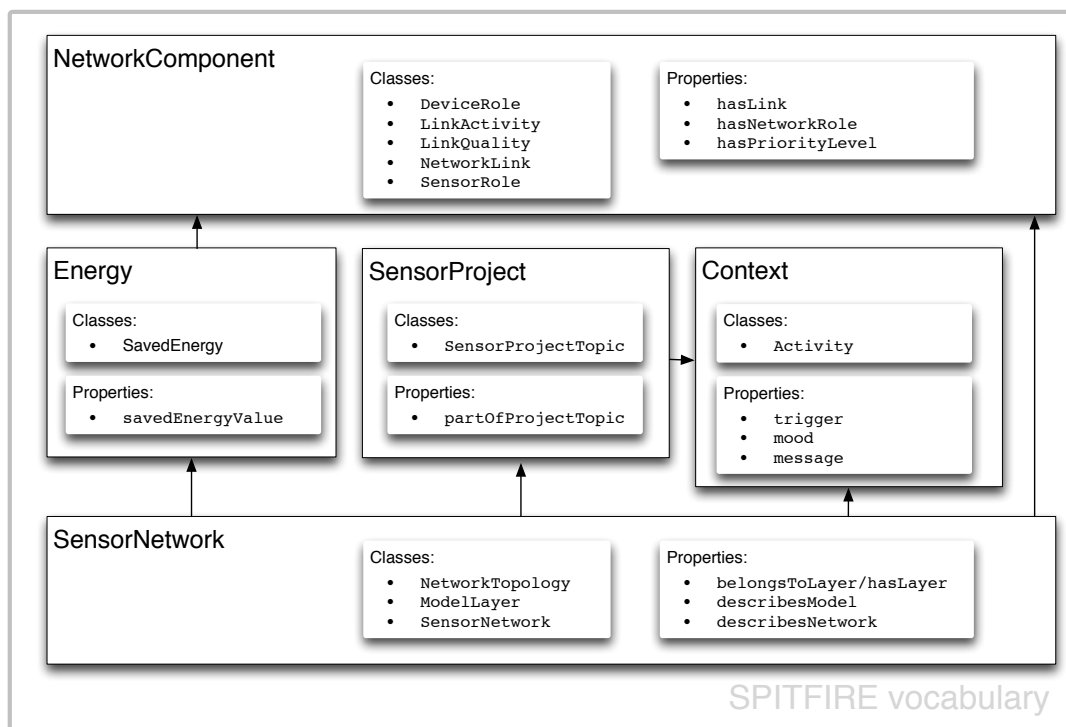 NetworkComponent
Classes:
• DeviceRole
• LinkActivity
• LinkQuality
• NetworkLink
• SensorRole
Properties:
• hasLink
• hasNetworkRole
• hasPriorityLevel
Energy
Classes:
• SavedEnergy
Properties:
• savedEnergyValue
SensorProject
Classes:
• SensorProjectTopic
Properties:
• partOfProjectTopic
Context
Classes:
• Activity
Properties:
• trigger
• mood
• message
SensorNetwork
Classes:
• NetworkTopology
• ModelLayer
• SensorNetwork
Properties:
• belongsToLayer/hasLayer
• describesModel
• describesNetwork
SPITFIRE vocabulary